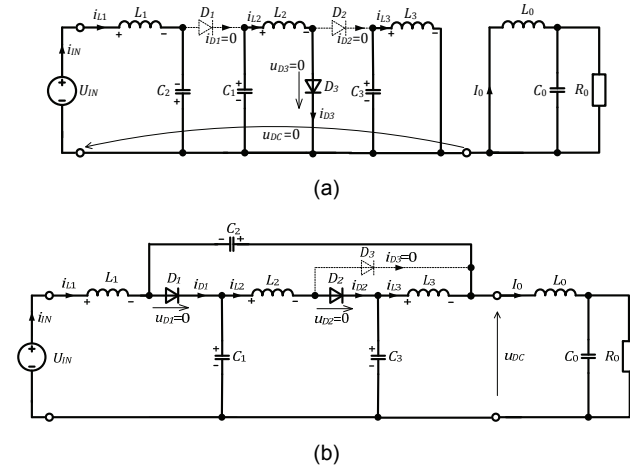 i_L1 L_1 D_1 i_L2 L_2 D_2 i_L3 L_3 L_0
+ - i_D1=0 + - i_D2=0 + -
i_IN
u_D3=0
U_IN + - C_2 - + C_1 + - D_3 C_3 + - I_0 C_0 R_0
i_D3
u_DC=0
(a)
C_2
- +
D_3 i_D3=0
i_L1 L_1 D_1 i_D1 i_L2 L_2 D_2 i_D2 i_L3 L_3 I_0 L_0
+ - u_D1=0 + - u_D2=0 + -
i_IN
U_IN + - C_1 + - C_3 + - u_DC C_0 R_0
(b)